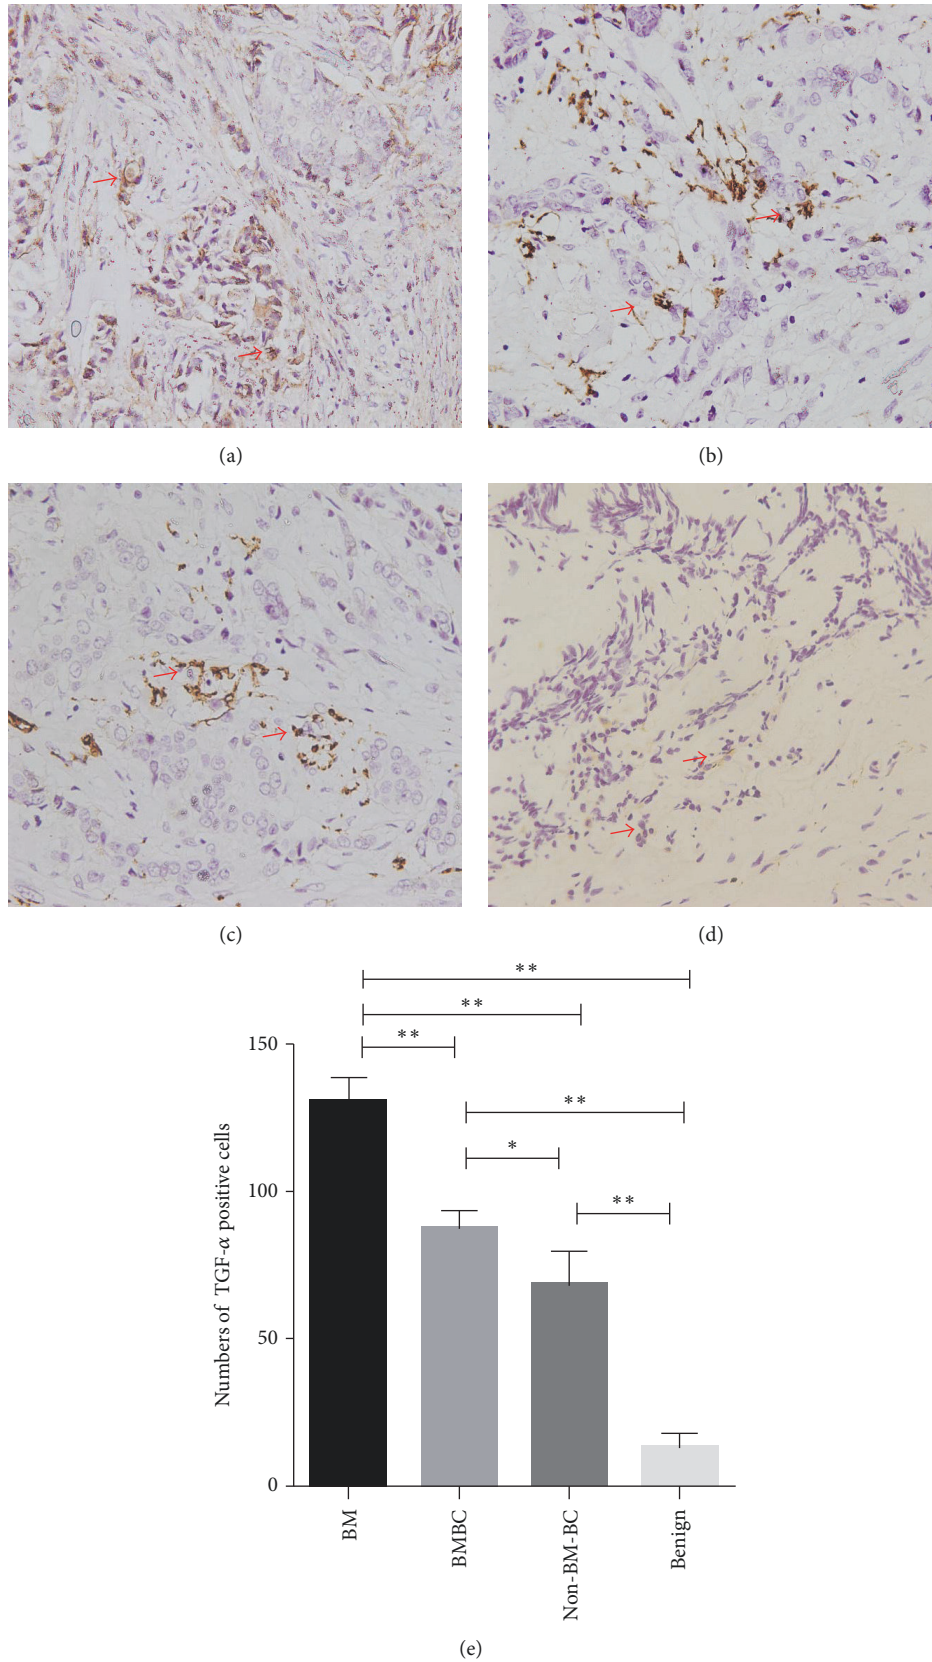 (a)
(b)
(c)
(d)
**
**
**
**
*
**
150
100
50
0
Numbers of TGF-α positive cells
BM
BMBC
Non-BM-BC
Benign
(e)